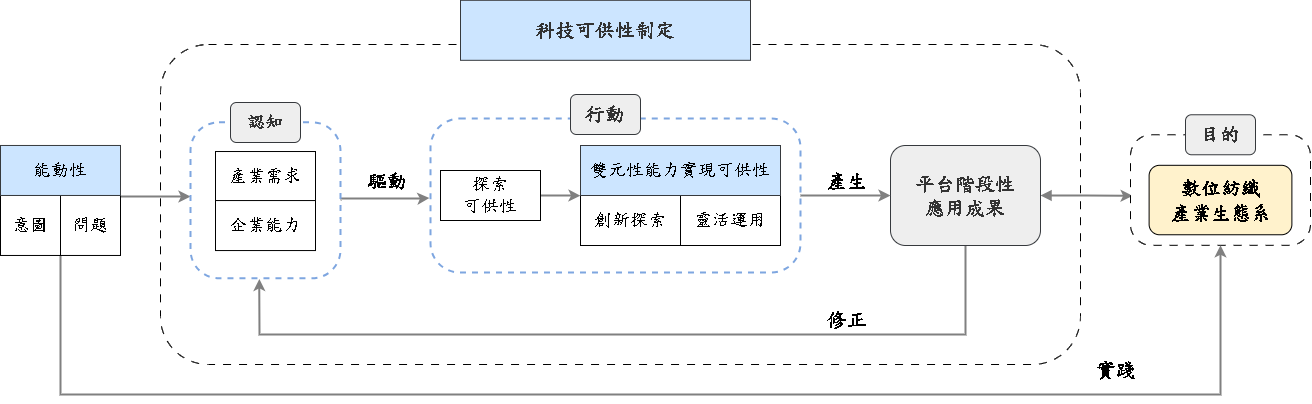 科技可供性制定
認知
行動
目的
能動性
意圖
問題
產業需求
企業能力
驅動
探索
可供性
雙元性能力實現可供性
創新探索
靈活運用
產生
平台階段性
應用成果
數位紡織
產業生態系
修正
實踐